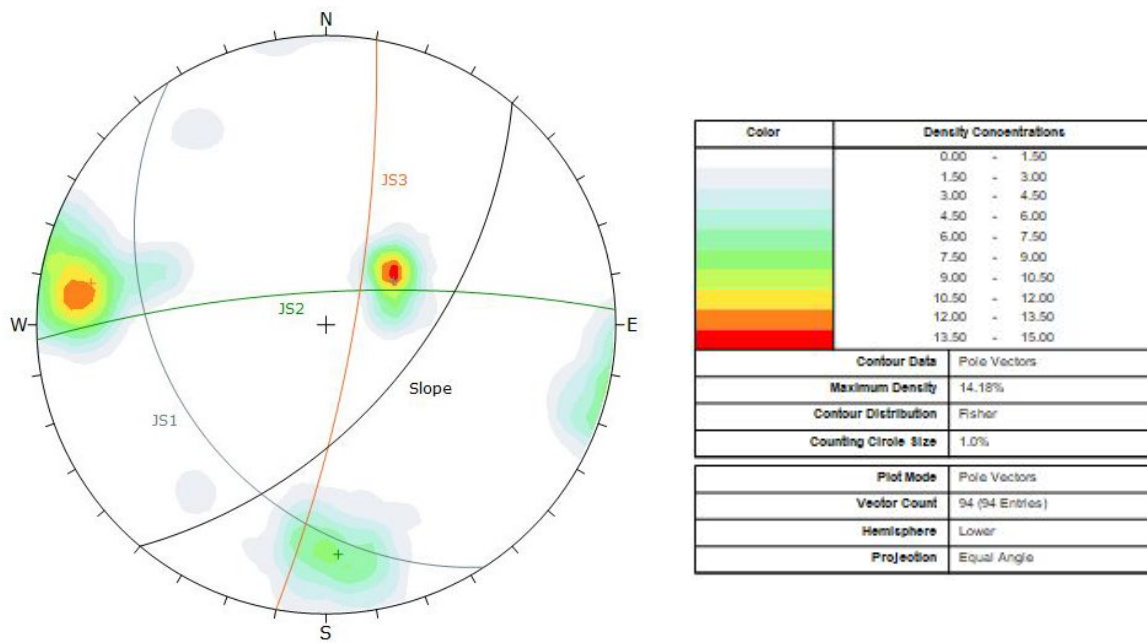 N
JS3
W
JS2
E
Slope
JS1
S
Color Density Concentrations
0.00 - 1.50
1.50 - 3.00
3.00 - 4.50
4.50 - 6.00
6.00 - 7.50
7.50 - 9.00
9.00 - 10.50
10.50 - 12.00
12.00 - 13.50
13.50 - 15.00
Contour Data Pole Vectors
Maximum Density 14.18%
Contour Distribution Fisher
Counting Circle Size 1.0%
Plot Mode Pole Vectors
Vector Count 94 (94 Entries)
Hemisphere Lower
Projection Equal Angle